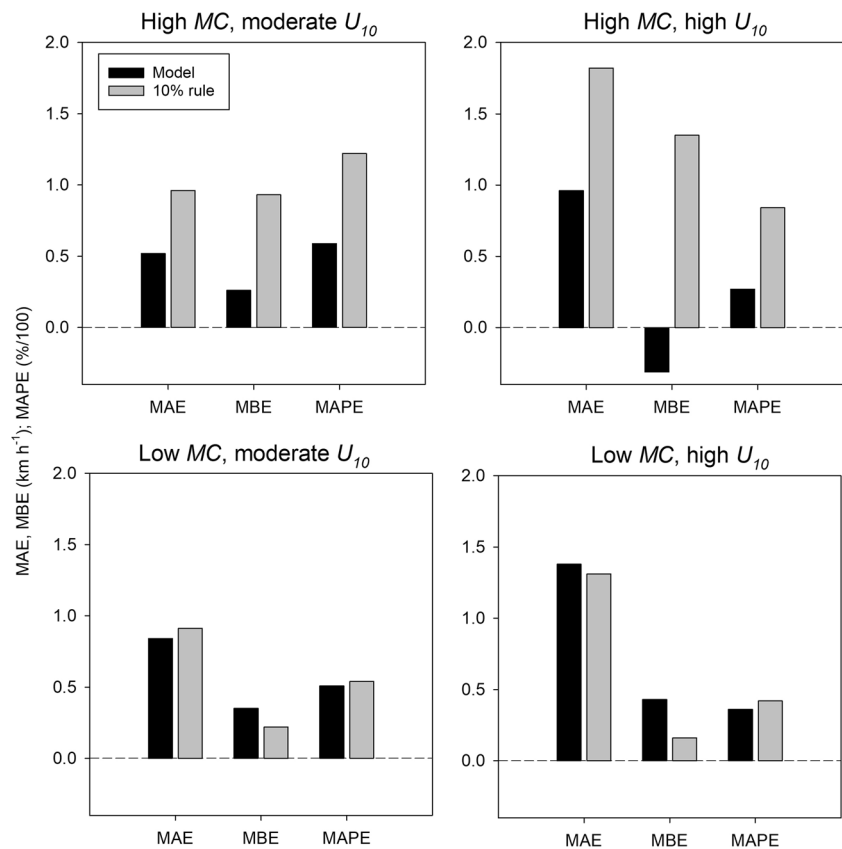 High MC, moderate U10
2.0
1.5
1.0
0.5
0.0
Model
10% rule
MAE
MBE
MAPE
High MC, high U10
2.0
1.5
1.0
0.5
0.0
MAE
MBE
MAPE
MAE, MBE (km h-1); MAPE (%/100)
Low MC, moderate U10
2.0
1.5
1.0
0.5
0.0
MAE
MBE
MAPE
Low MC, high U10
2.0
1.5
1.0
0.5
0.0
MAE
MBE
MAPE